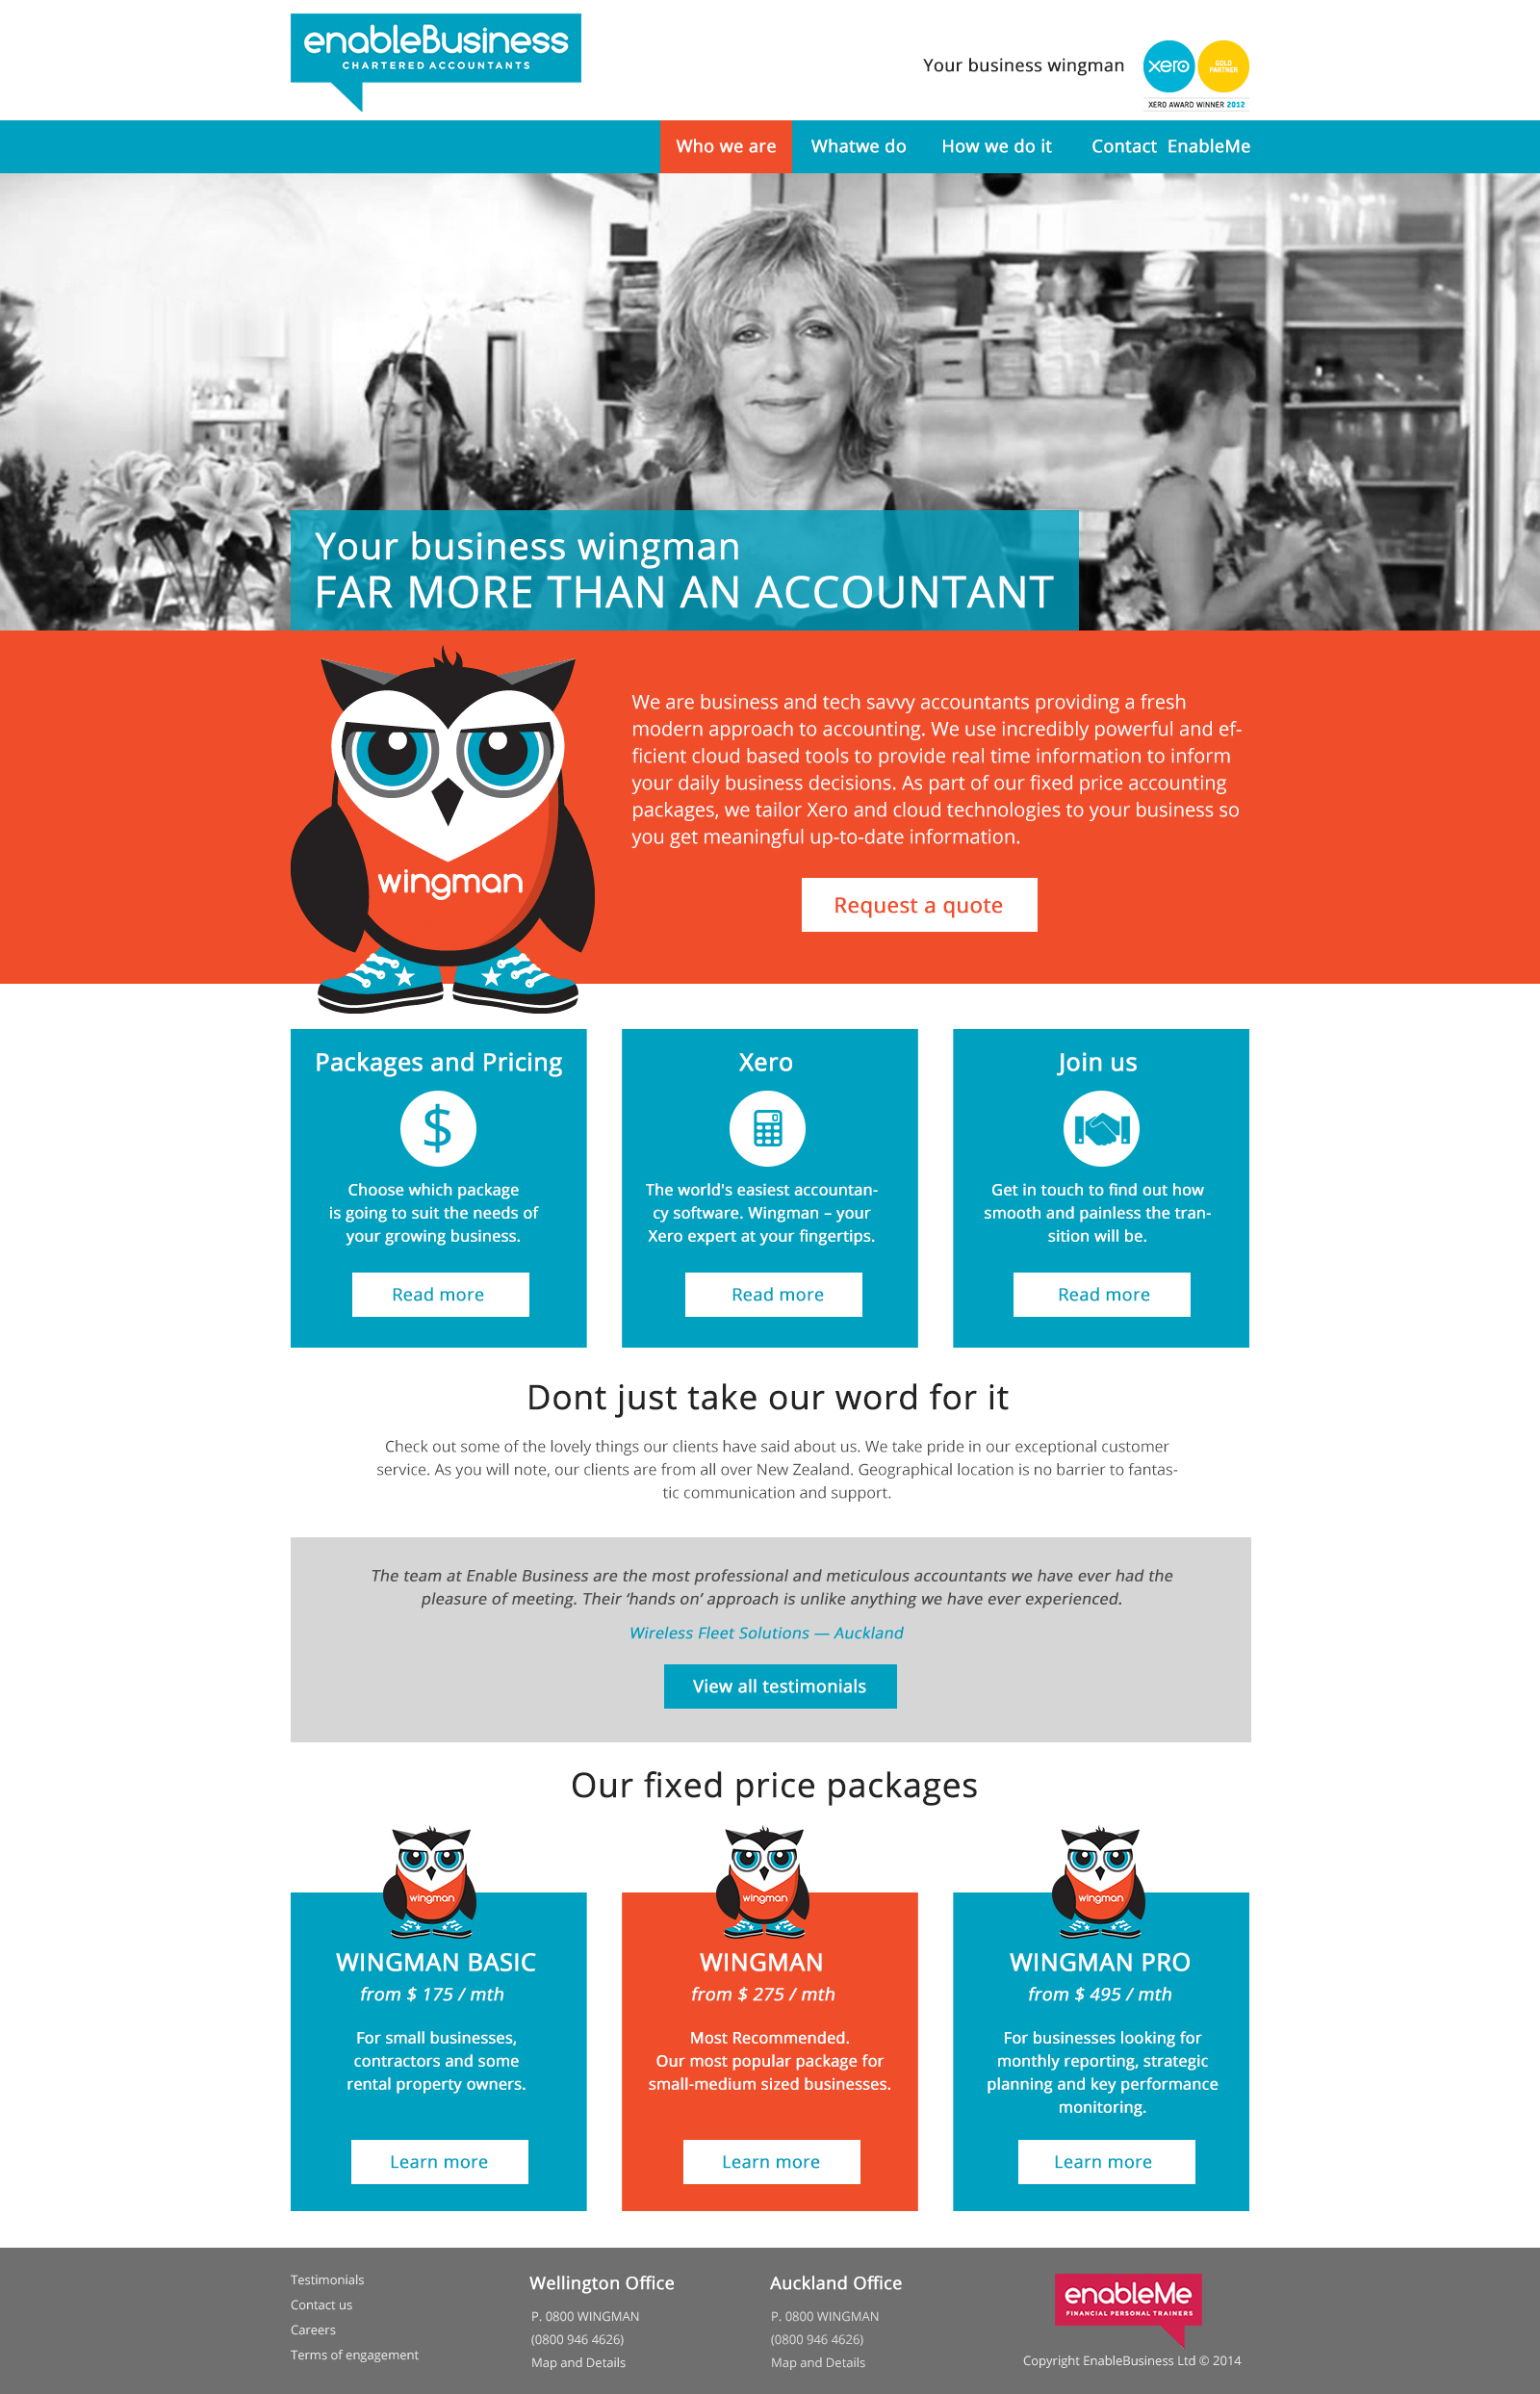 enableBusiness
CHARTERED ACCOUNTANTS
Your business wingman
xero
GOLD
PARTNER
XERO AWARD WINNER 2012
Who we are
Whatwe do
How we do it
Contact
EnableMe
Your business wingman
FAR MORE THAN AN ACCOUNTANT
wingman
We are business and tech savvy accountants providing a fresh
modern approach to accounting. We use incredibly powerful and ef-
ficient cloud based tools to provide real time information to inform
your daily business decisions. As part of our fixed price accounting
packages, we tailor Xero and cloud technologies to your business so
you get meaningful up-to-date information.
Request a quote
Packages and Pricing
$
Choose which package
is going to suit the needs of
your growing business.
Read more
Xero
The world's easiest accountan-
cy software. Wingman – your
Xero expert at your fingertips.
Read more
Join us
Get in touch to find out how
smooth and painless the tran-
sition will be.
Read more
Dont just take our word for it
Check out some of the lovely things our clients have said about us. We take pride in our exceptional customer
service. As you will note, our clients are from all over New Zealand. Geographical location is no barrier to fantas-
tic communication and support.
The team at Enable Business are the most professional and meticulous accountants we have ever had the
pleasure of meeting. Their ‘hands on’ approach is unlike anything we have ever experienced.
Wireless Fleet Solutions — Auckland
View all testimonials
Our fixed price packages
wingman
WINGMAN BASIC
from $ 175 / mth
For small businesses,
contractors and some
rental property owners.
Learn more
wingman
WINGMAN
from $ 275 / mth
Most Recommended.
Our most popular package for
small-medium sized businesses.
Learn more
wingman
WINGMAN PRO
from $ 495 / mth
For businesses looking for
monthly reporting, strategic
planning and key performance
monitoring.
Learn more
Testimonials
Contact us
Careers
Terms of engagement
Wellington Office
P. 0800 WINGMAN
(0800 946 4626)
Map and Details
Auckland Office
P. 0800 WINGMAN
(0800 946 4626)
Map and Details
enableMe
FINANCIAL PERSONAL TRAINERS
Copyright EnableBusiness Ltd © 2014